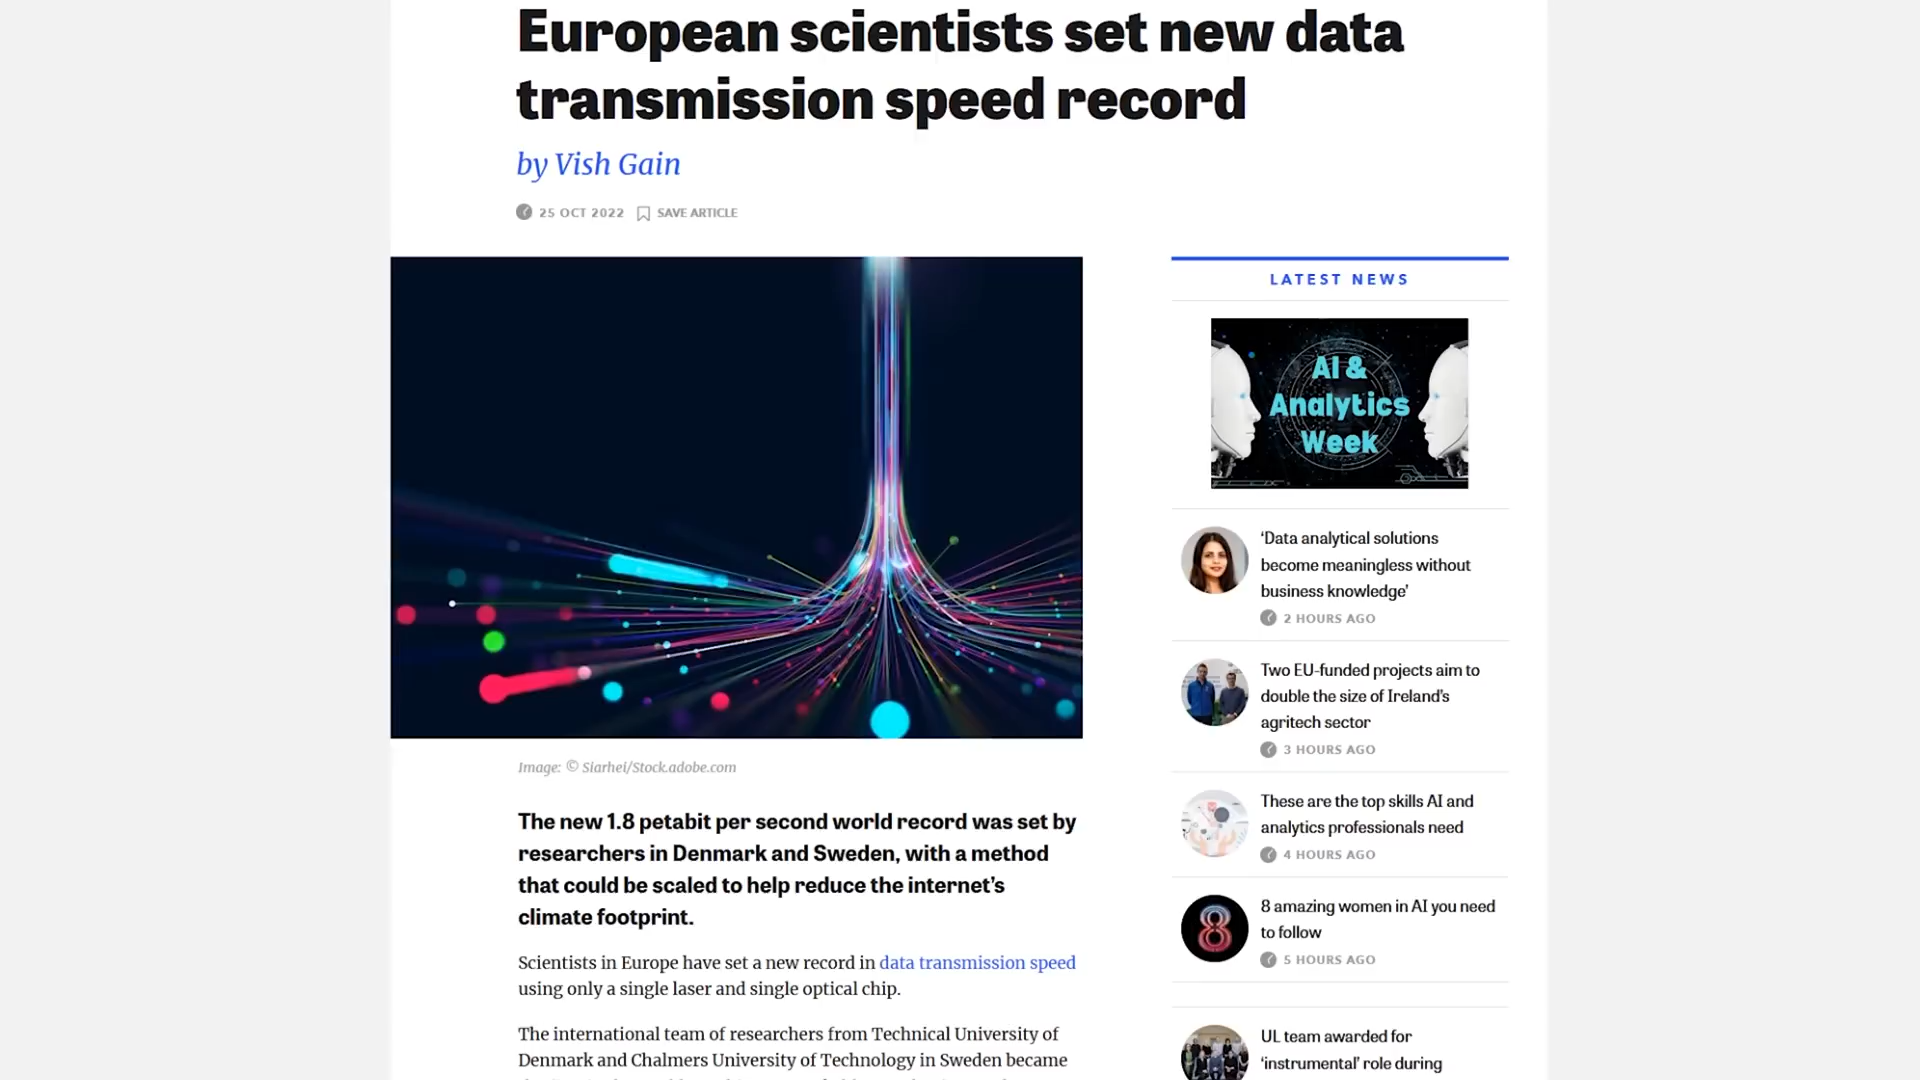 European scientists set new data
transmission speed record
by Vish Gain
25 OCT 2022 SAVE ARTICLE
Image: © Siarhei/Stock.adobe.com
The new 1.8 petabit per second world record was set by
researchers in Denmark and Sweden, with a method
that could be scaled to help reduce the internet’s
climate footprint.
Scientists in Europe have set a new record in data transmission speed
using only a single laser and single optical chip.
The international team of researchers from Technical University of
Denmark and Chalmers University of Technology in Sweden became
LATEST NEWS
AI &
Analytics
Week
‘Data analytical solutions
become meaningless without
business knowledge’
2 HOURS AGO
Two EU-funded projects aim to
double the size of Ireland’s
agritech sector
3 HOURS AGO
These are the top skills AI and
analytics professionals need
4 HOURS AGO
8
8 amazing women in AI you need
to follow
5 HOURS AGO
UL team awarded for
‘instrumental’ role during